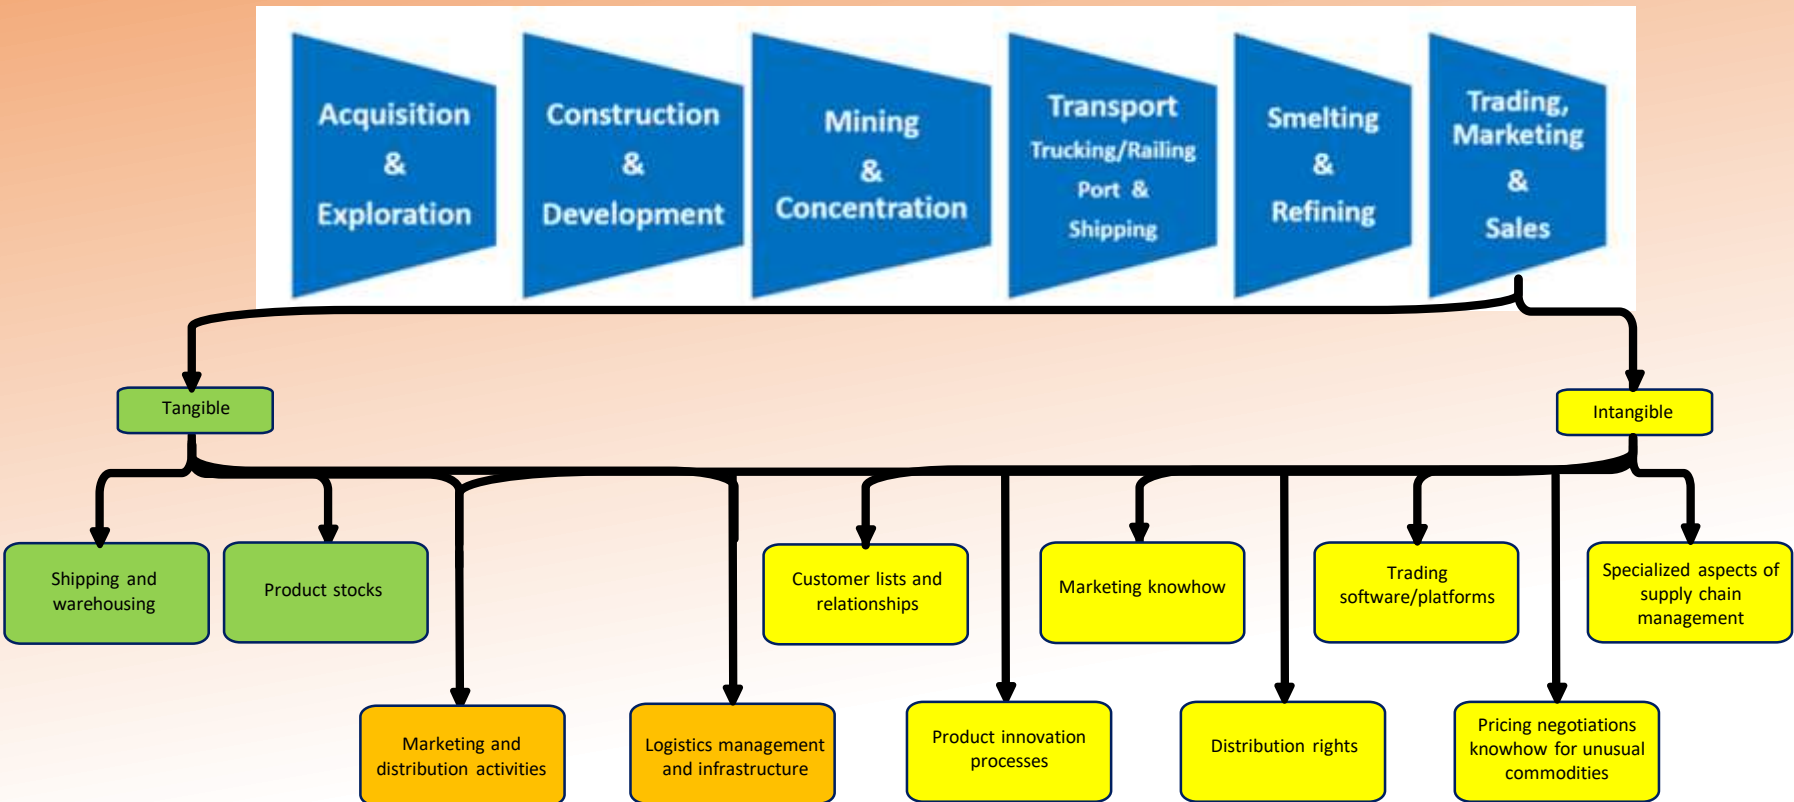 Acquisition
&
Exploration
Construction
&
Development
Mining
&
Concentration
Transport
Trucking/Railing
Port &
Shipping
Smelting
&
Refining
Trading,
Marketing
&
Sales
Tangible
Intangible
Shipping and
warehousing
Product stocks
Customer lists and
relationships
Marketing knowhow
Trading
software/platforms
Specialized aspects of
supply chain
management
Marketing and
distribution activities
Logistics management
and infrastructure
Product innovation
processes
Distribution rights
Pricing negotiations
knowhow for unusual
commodities